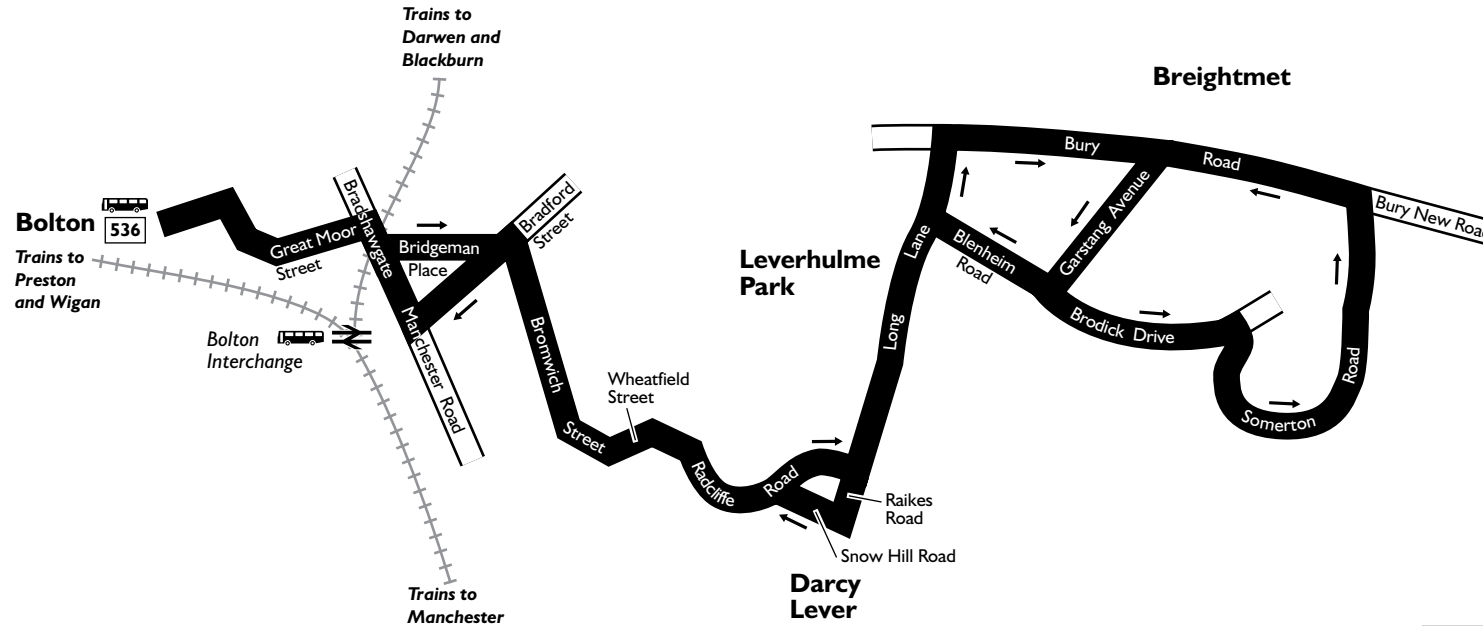 Trains to
Darwen and
Blackburn
Breightmet
Bolton
536
Trains to
Preston
and Wigan
Bradshawgate
Great Moor
Street
Bridgeman
Place
Bradford
Street
Manchester Road
Bolton
Interchange
Bromwich
Street
Wheatfield
Street
Radcliffe
Road
Leverhulme
Park
Long
Lane
Bury
Road
Bury New Road
Garstang Avenue
Blenheim
Road
Brodick Drive
Somerton
Road
Raikes
Road
Snow Hill Road
Darcy
Lever
Trains to
Manchester